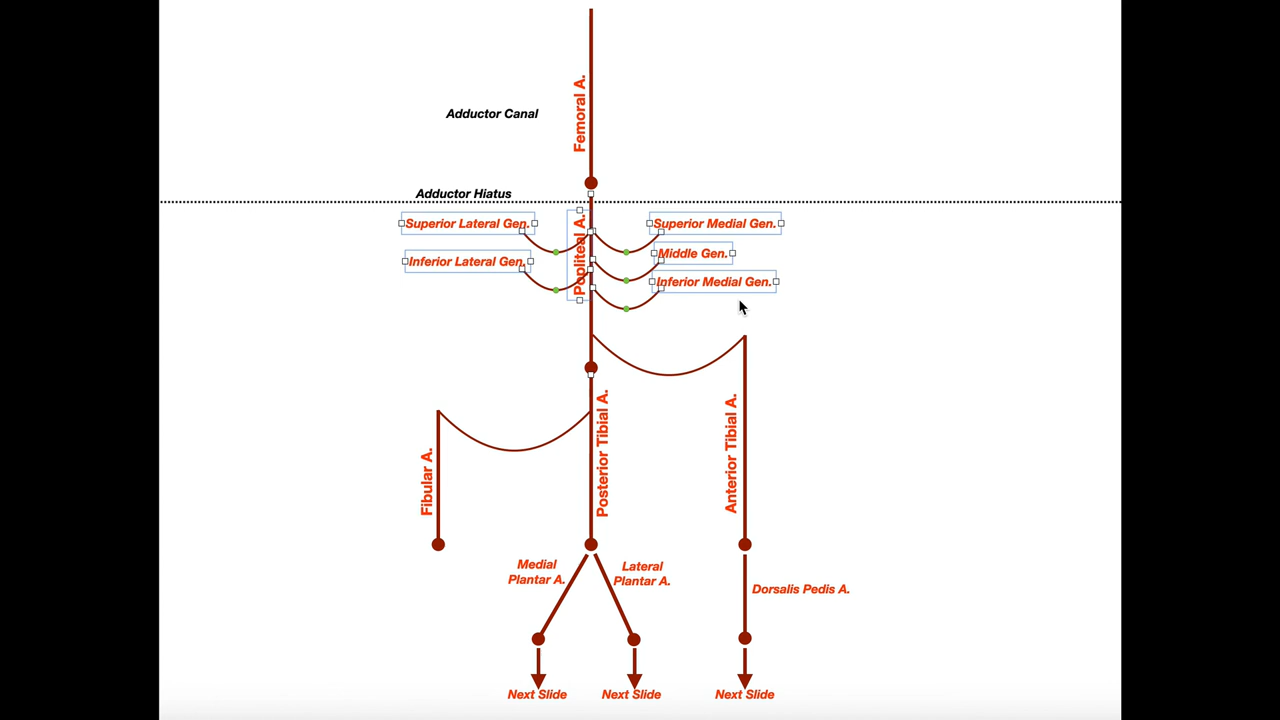 Femoral A.
Adductor Canal
Adductor Hiatus
Superior Lateral Gen.
Popliteal A.
Superior Medial Gen.
Middle Gen.
Inferior Lateral Gen.
Inferior Medial Gen.
Fibular A.
Posterior Tibial A.
Anterior Tibial A.
Medial
Plantar A.
Lateral
Plantar A.
Dorsalis Pedis A.
Next Slide
Next Slide
Next Slide